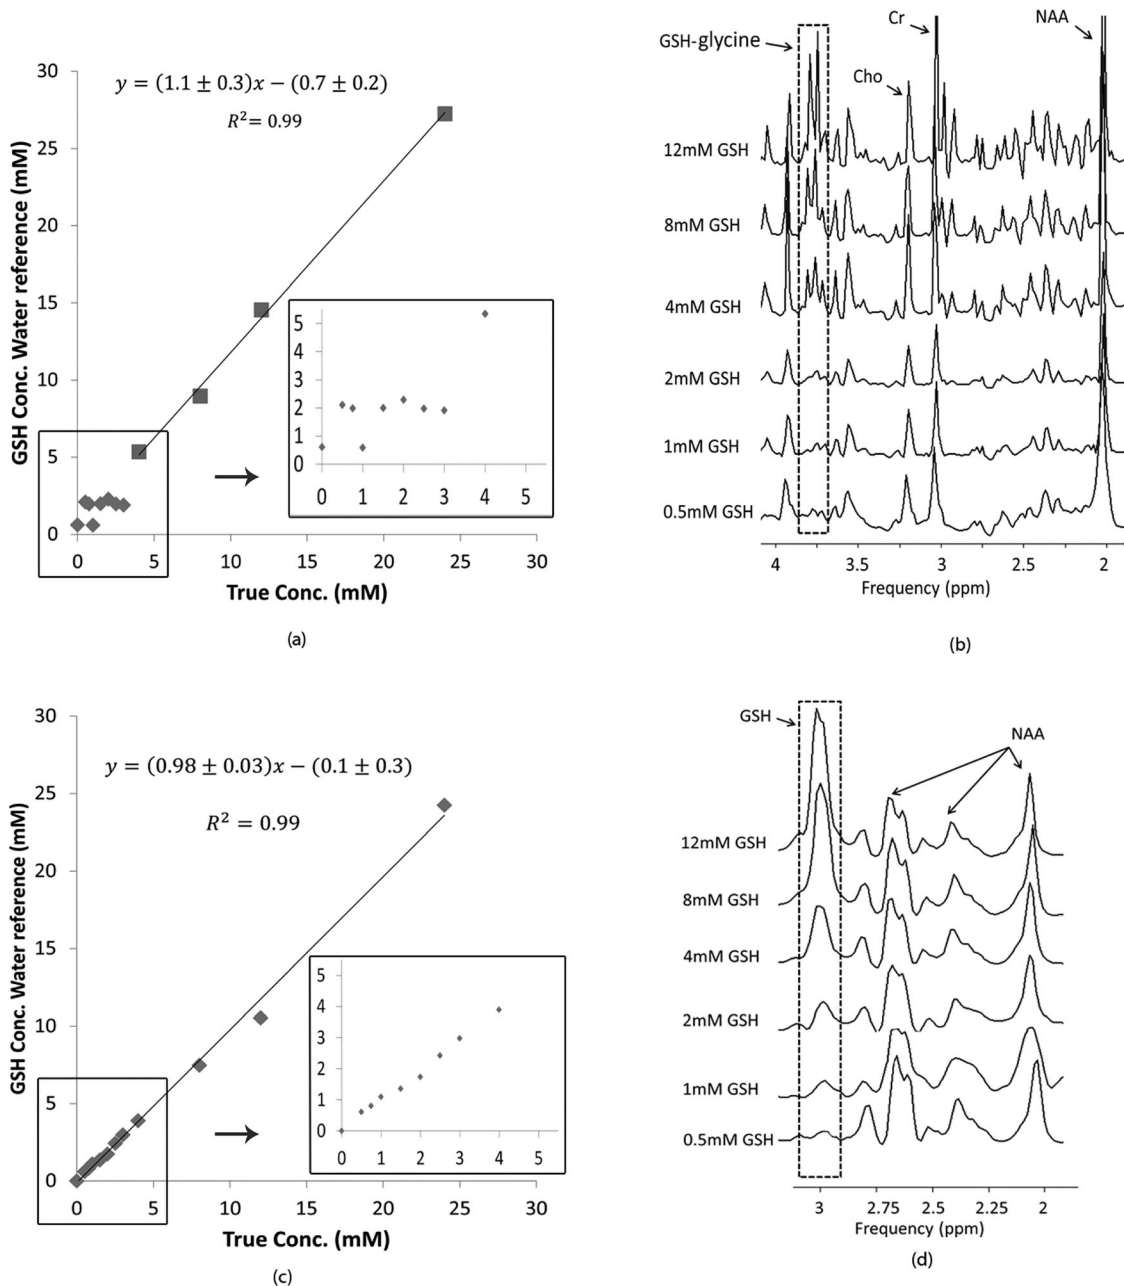 GSH Conc. Water reference (mM)
y = (1.1 ± 0.3)x − (0.7 ± 0.2)
R² = 0.99
30
25
20
15
10
5
0
0 5 10 15 20 25 30
True Conc. (mM)
5
4
3
2
1
0
0 1 2 3 4 5
(a)
GSH-glycine
Cho
Cr
NAA
12mM GSH
8mM GSH
4mM GSH
2mM GSH
1mM GSH
0.5mM GSH
4 3.5 3 2.5 2
Frequency (ppm)
(b)
GSH Conc. Water reference (mM)
y = (0.98 ± 0.03)x − (0.1 ± 0.3)
R² = 0.99
30
25
20
15
10
5
0
0 5 10 15 20 25 30
True Conc. (mM)
5
4
3
2
1
0
0 1 2 3 4 5
(c)
GSH
NAA
12mM GSH
8mM GSH
4mM GSH
2mM GSH
1mM GSH
0.5mM GSH
3 2.75 2.5 2.25 2
Frequency (ppm)
(d)